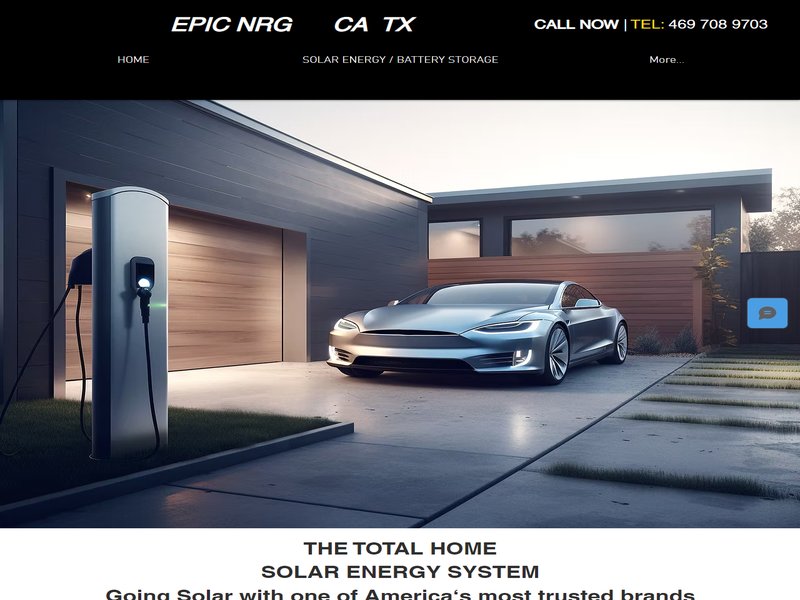 EPIC NRG CA TX
CALL NOW | TEL: 469 708 9703
HOME SOLAR ENERGY / BATTERY STORAGE More...
THE TOTAL HOME
SOLAR ENERGY SYSTEM
Going Solar with one of America‘s most trusted brands